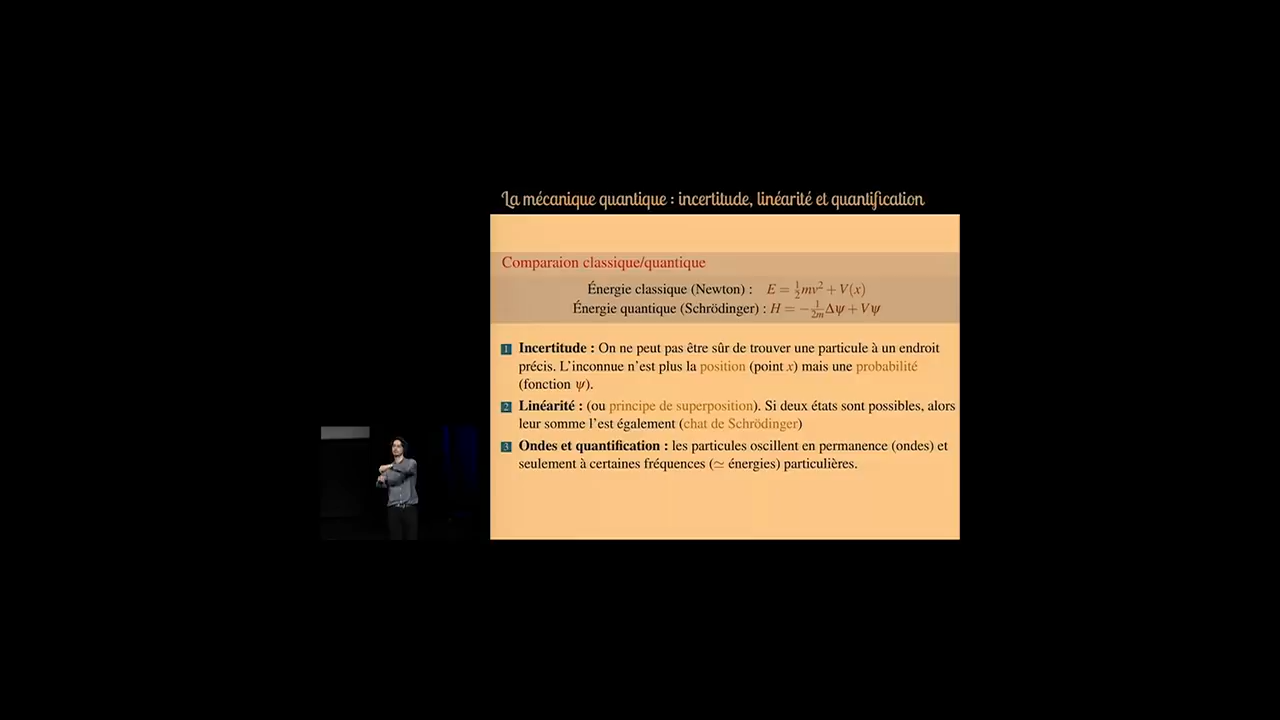 La mécanique quantique : incertitude, linéarité et quantification
Comparaion classique/quantique
Énergie classique (Newton) : E = ½mv² + V(x)
Énergie quantique (Schrödinger) : H = −1/2m Δψ + Vψ
1 Incertitude : On ne peut pas être sûr de trouver une particule à un endroit
précis. L'inconnue n'est plus la position (point x) mais une probabilité
(fonction ψ).
2 Linéarité : (ou principe de superposition). Si deux états sont possibles, alors
leur somme l'est également (chat de Schrödinger)
3 Ondes et quantification : les particules oscillent en permanence (ondes) et
seulement à certaines fréquences (≃ énergies) particulières.